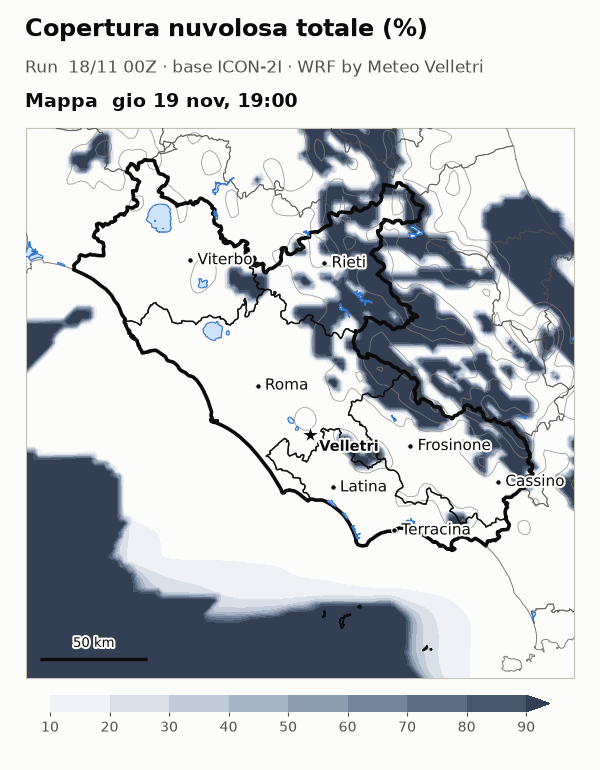 Copertura nuvolosa totale (%)
Run  18/11 00Z · base ICON-2I · WRF by Meteo Velletri
Mappa  gio 19 nov, 19:00
Viterbo
Rieti
Roma
Velletri
Frosinone
Cassino
Latina
Terracina
50 km
10 20 30 40 50 60 70 80 90